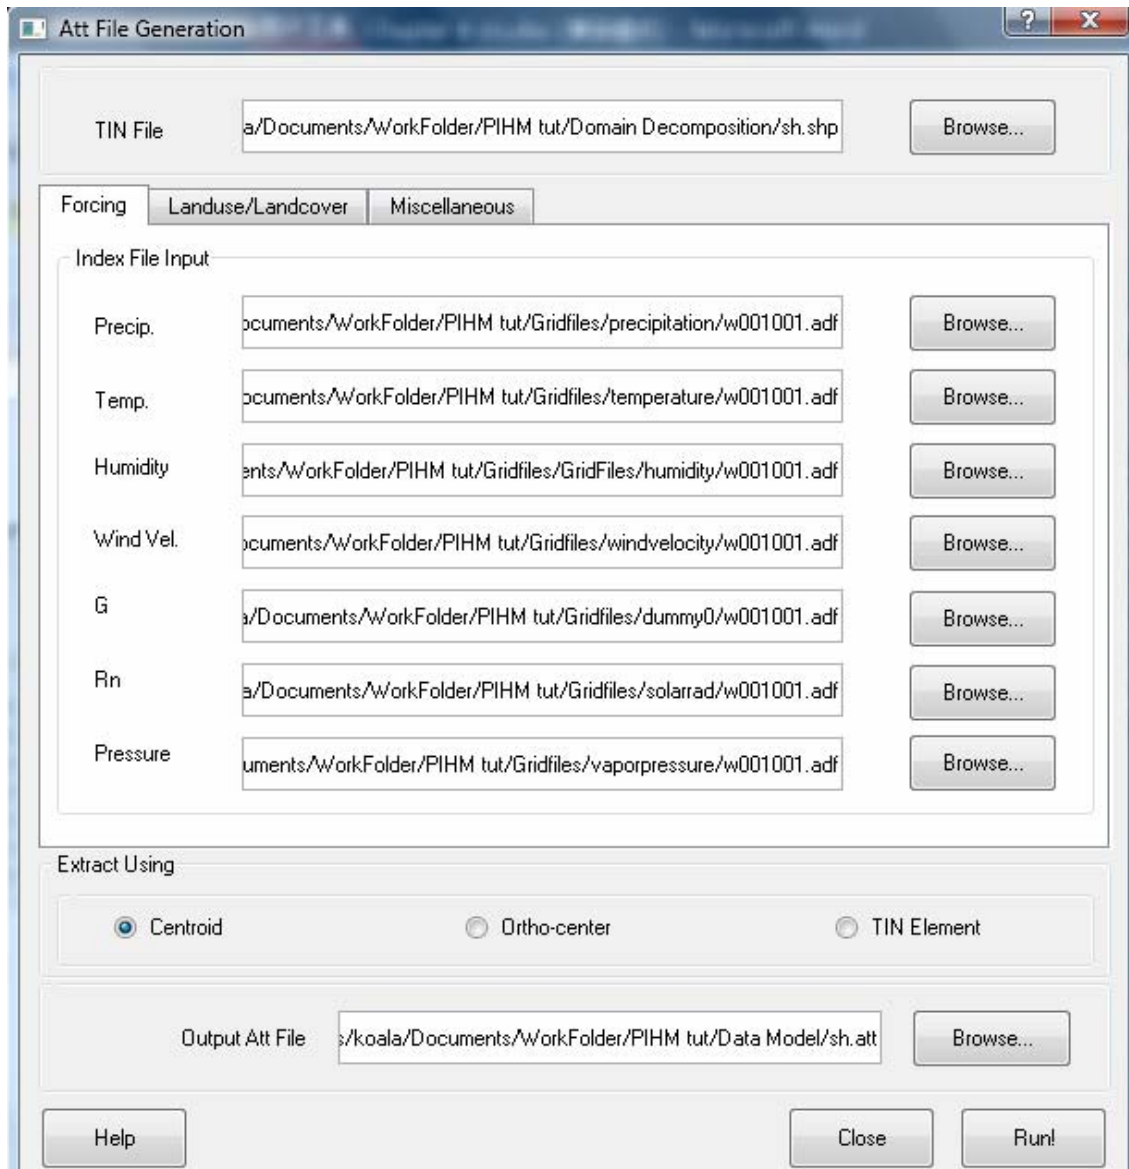 Att File Generation
TIN File a/Documents/WorkFolder/PIHM tut/Domain Decomposition/sh.shp Browse...
Forcing Landuse/Landcover Miscellaneous
Index File Input
Precip. ocuments/WorkFolder/PIHM tut/Gridfiles/precipitation/w001001.adf Browse...
Temp. ocuments/WorkFolder/PIHM tut/Gridfiles/temperature/w001001.adf Browse...
Humidity ents/WorkFolder/PIHM tut/Gridfiles/GridFiles/humidity/w001001.adf Browse...
Wind Vel. ocuments/WorkFolder/PIHM tut/Gridfiles/windvelocity/w001001.adf Browse...
G a/Documents/WorkFolder/PIHM tut/Gridfiles/dummy0/w001001.adf Browse...
Rn a/Documents/WorkFolder/PIHM tut/Gridfiles/solarrad/w001001.adf Browse...
Pressure uments/WorkFolder/PIHM tut/Gridfiles/vaporpressure/w001001.adf Browse...
Extract Using
Centroid Ortho-center TIN Element
Output Att File s/koala/Documents/WorkFolder/PIHM tut/Data Model/sh.att Browse...
Help Close Run!